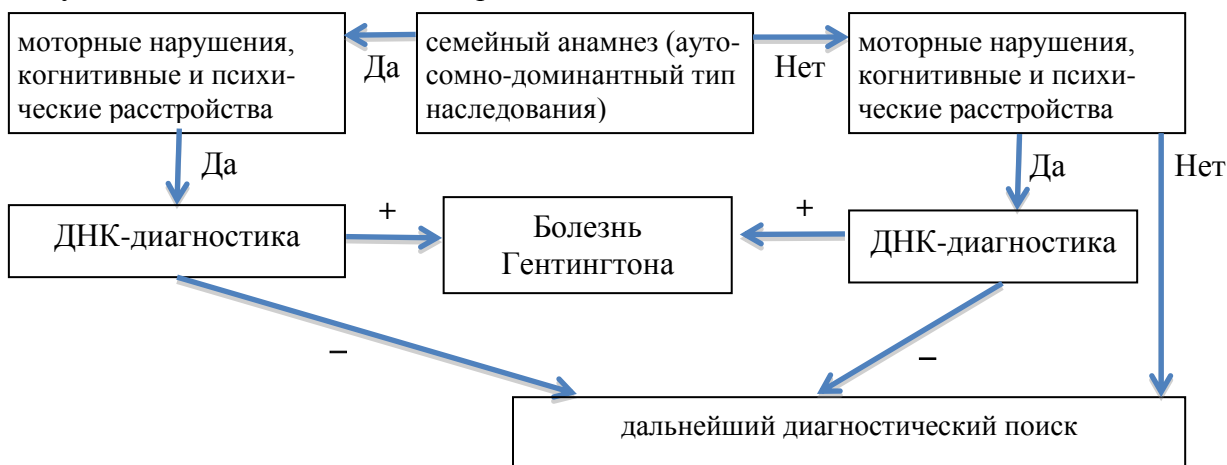 моторные нарушения,
когнитивные и психи-
ческие расстройства
Да
семейный анамнез (ауто-
сомно-доминантный тип
наследования)
Нет
моторные нарушения,
когнитивные и психи-
ческие расстройства
Да
Да
Нет
ДНК-диагностика
+
Болезнь
Гентингтона
+
ДНК-диагностика
–
–
дальнейший диагностический поиск